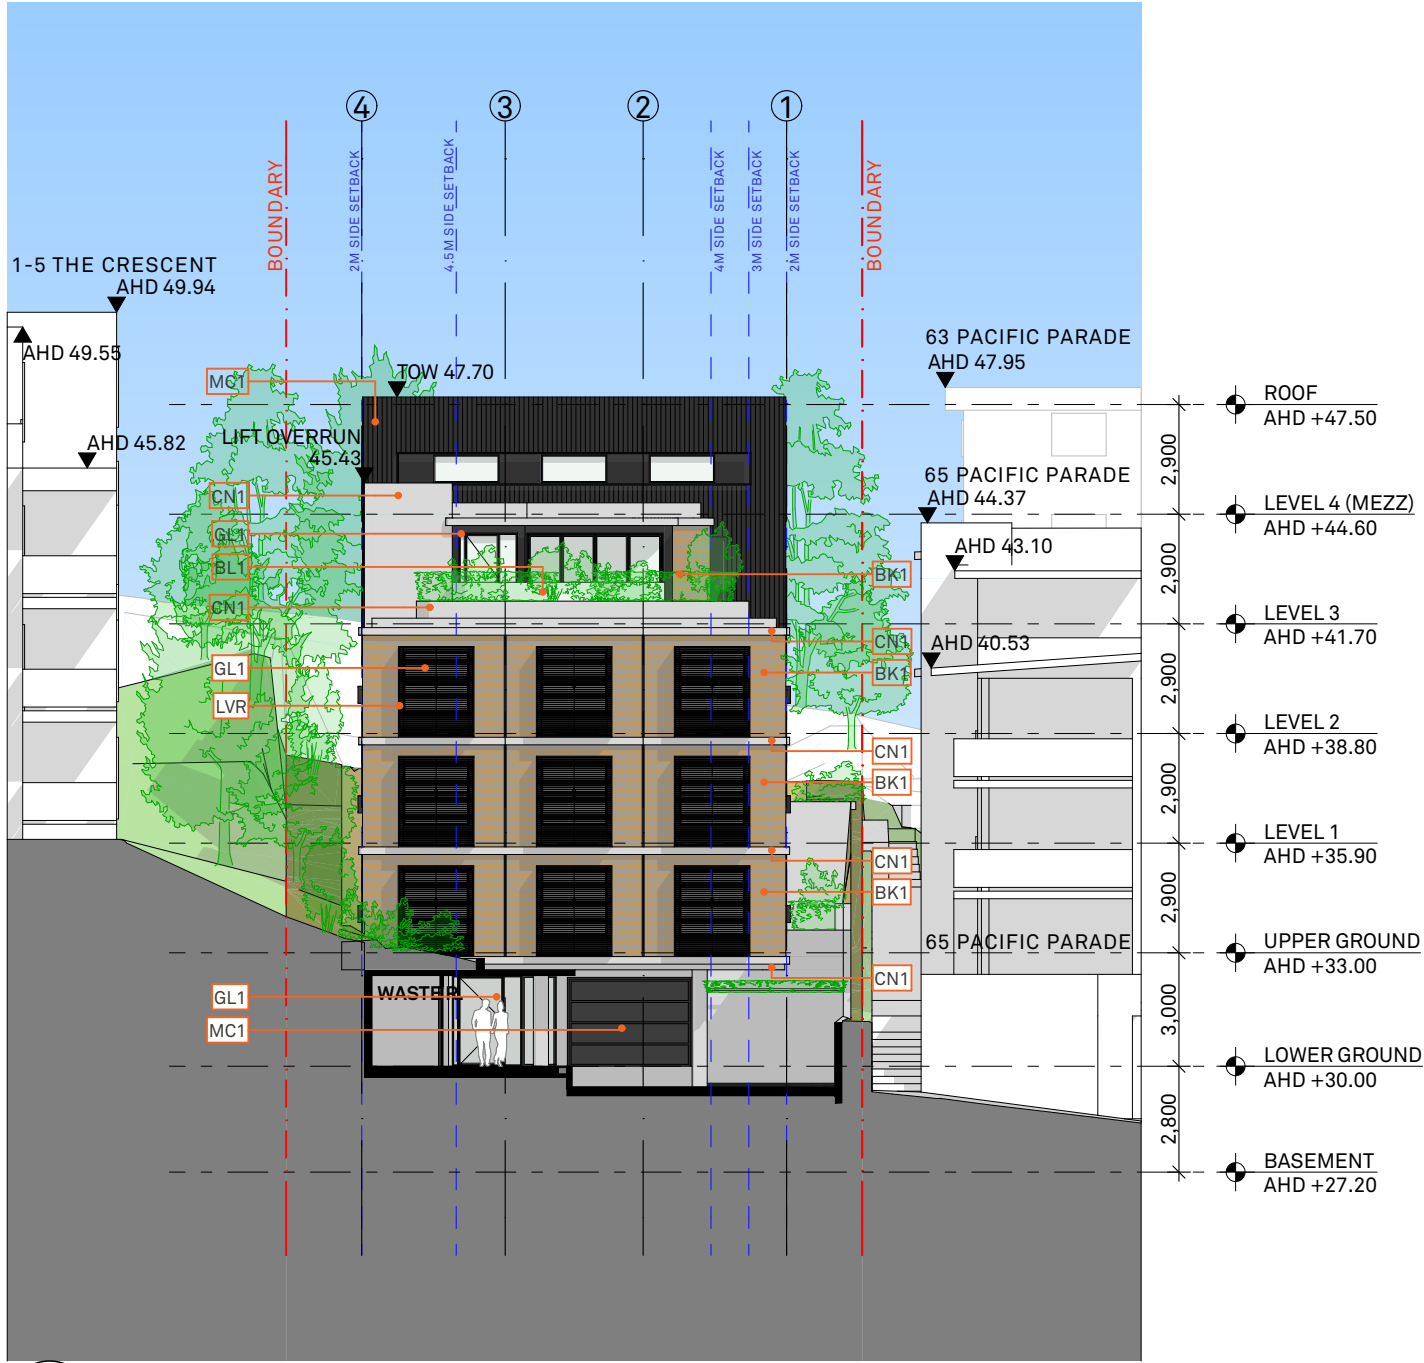 4
3
2
1
BOUNDARY
2M SIDE SETBACK
4.5M SIDE SETBACK
4M SIDE SETBACK
3M SIDE SETBACK
2M SIDE SETBACK
BOUNDARY
1-5 THE CRESCENT
AHD 49.94
AHD 49.55
AHD 45.82
MC1
TOW 47.70
LIFT OVERRUN
45.43
CN1
GL1
BL1
CN1
GL1
LVR
GL1
MC1
WASTE
BK1
CN1
BK1
CN1
BK1
CN1
BK1
CN1
63 PACIFIC PARADE
AHD 47.95
65 PACIFIC PARADE
AHD 44.37
AHD 43.10
AHD 40.53
65 PACIFIC PARADE
2,900
2,900
2,900
2,900
2,900
3,000
2,800
ROOF
AHD +47.50
LEVEL 4 (MEZZ)
AHD +44.60
LEVEL 3
AHD +41.70
LEVEL 2
AHD +38.80
LEVEL 1
AHD +35.90
UPPER GROUND
AHD +33.00
LOWER GROUND
AHD +30.00
BASEMENT
AHD +27.20